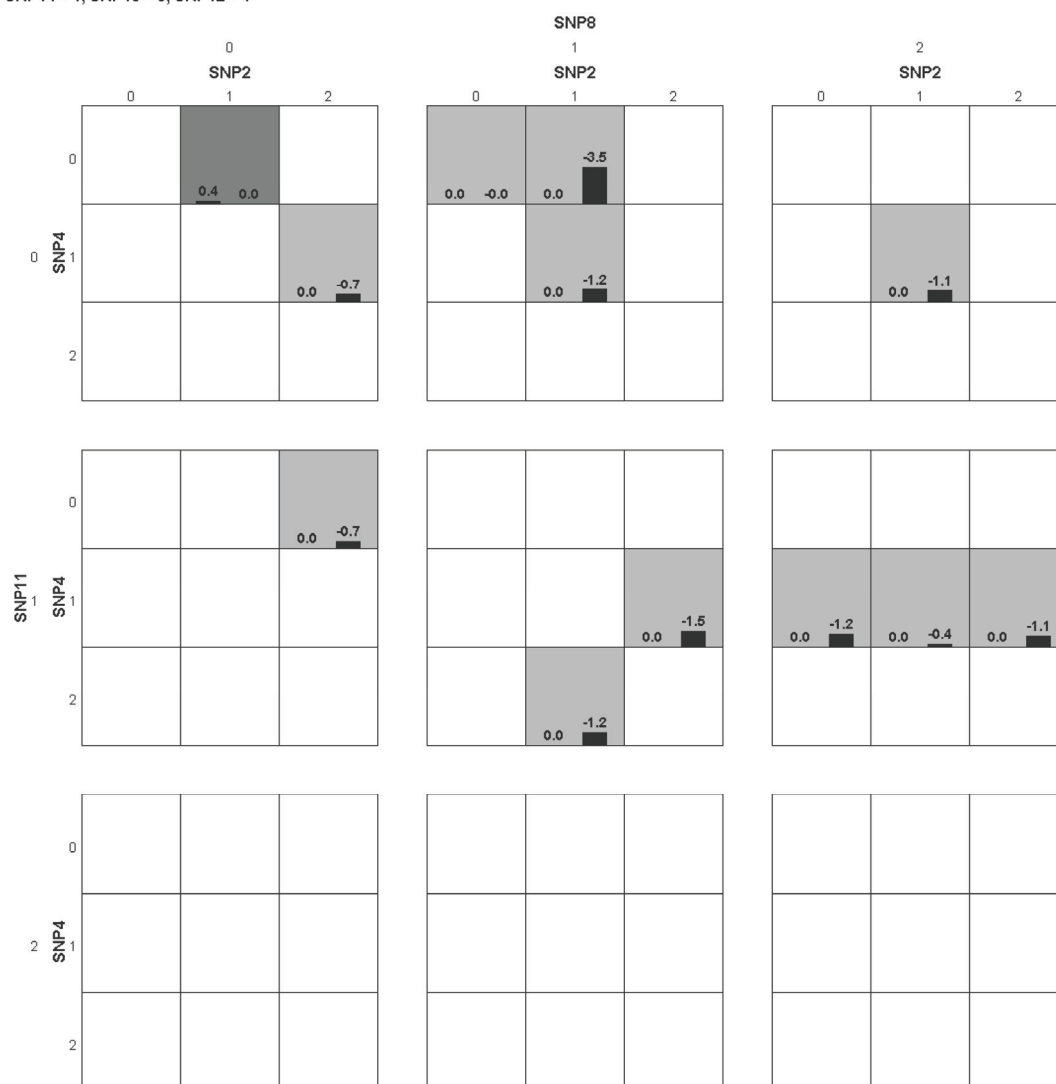 SNP8
0 1 2
SNP2 SNP2 SNP2
0 1 2 0 1 2 0 1 2
0 -3.5
0.4 0.0 0.0 -0.0 0.0
0 SNP4 1 -0.7 -1.2 -1.1
0.0 0.0 0.0
2
0 -0.7
0.0
SNP11 1 SNP4 1 -1.5 -1.2 -0.4 -1.1
0.0 0.0 0.0 0.0
2 -1.2
0.0
0
2 SNP4 1
2